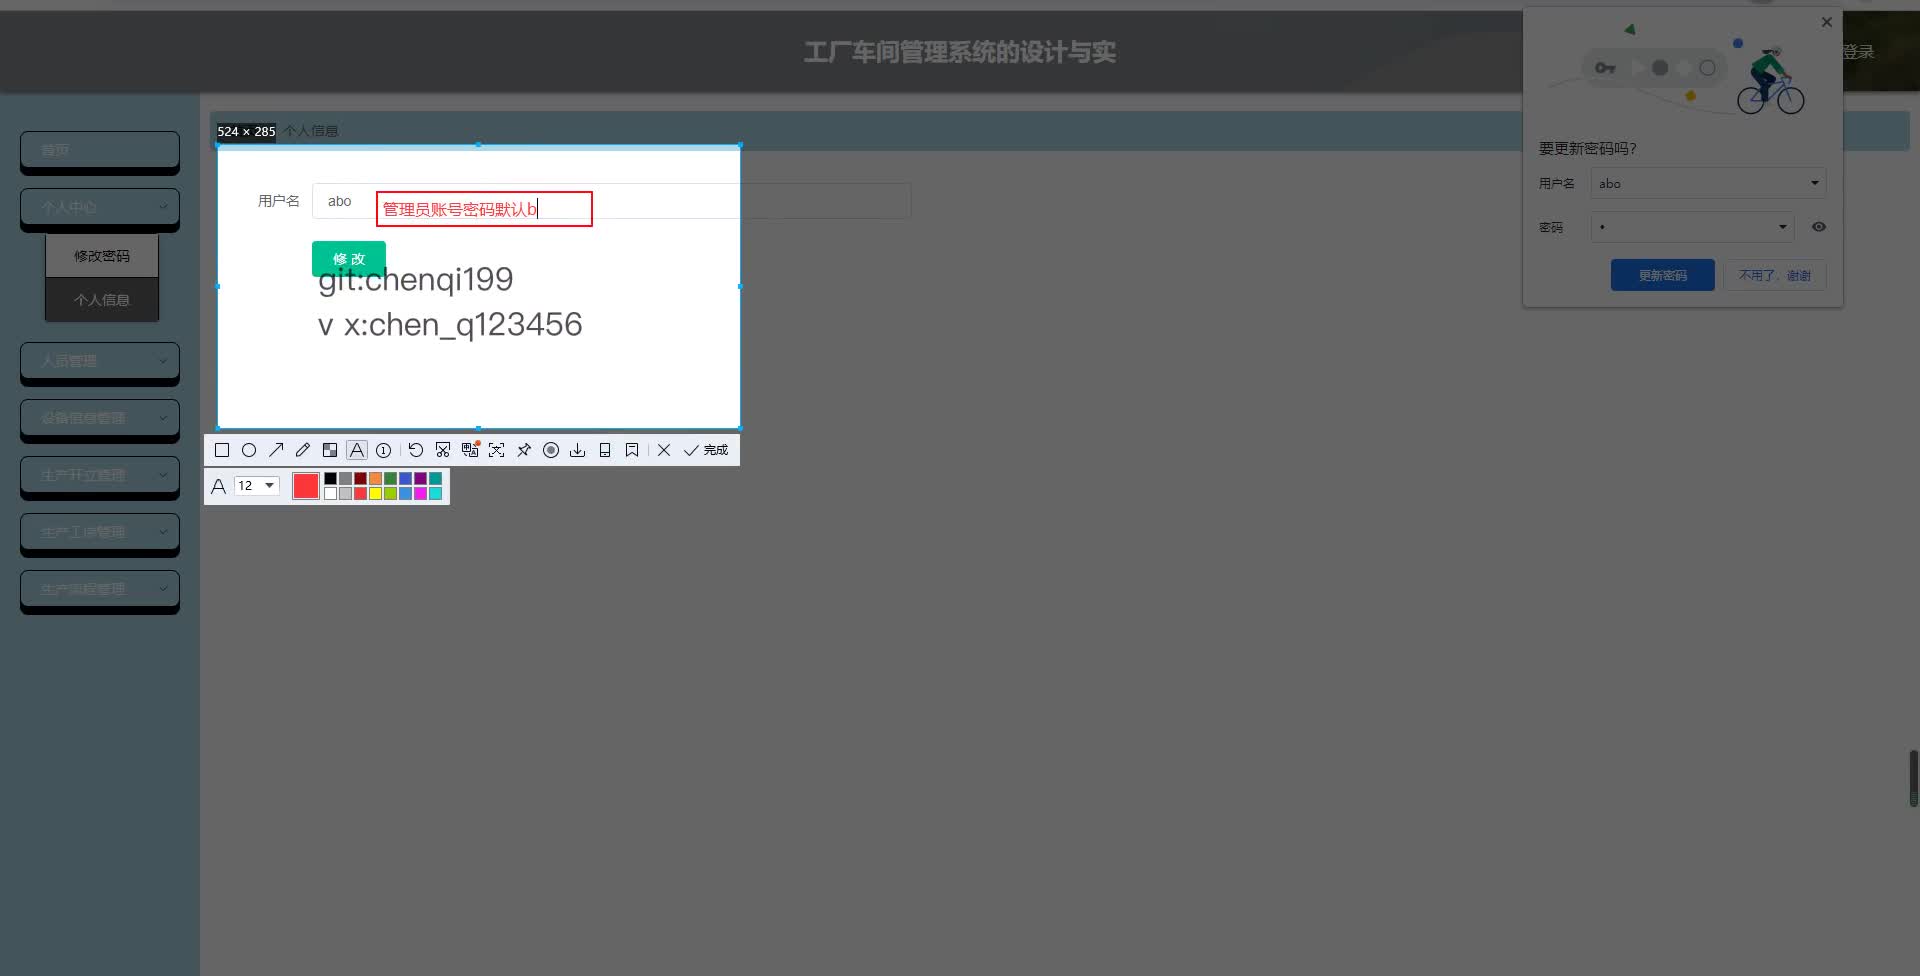 工厂车间管理系统的设计与实
登录
首页
个人中心
修改密码
个人信息
人员管理
设备信息管理
生产开立管理
生产工序管理
生产流程管理
524 × 285
个人信息
用户名
abo
管理员账号密码默认b
修改
git:chenqi199
v x:chen_q123456
A
1
完成
A
12
要更新密码吗?
用户名
abo
密码
•
更新密码
不用了，谢谢